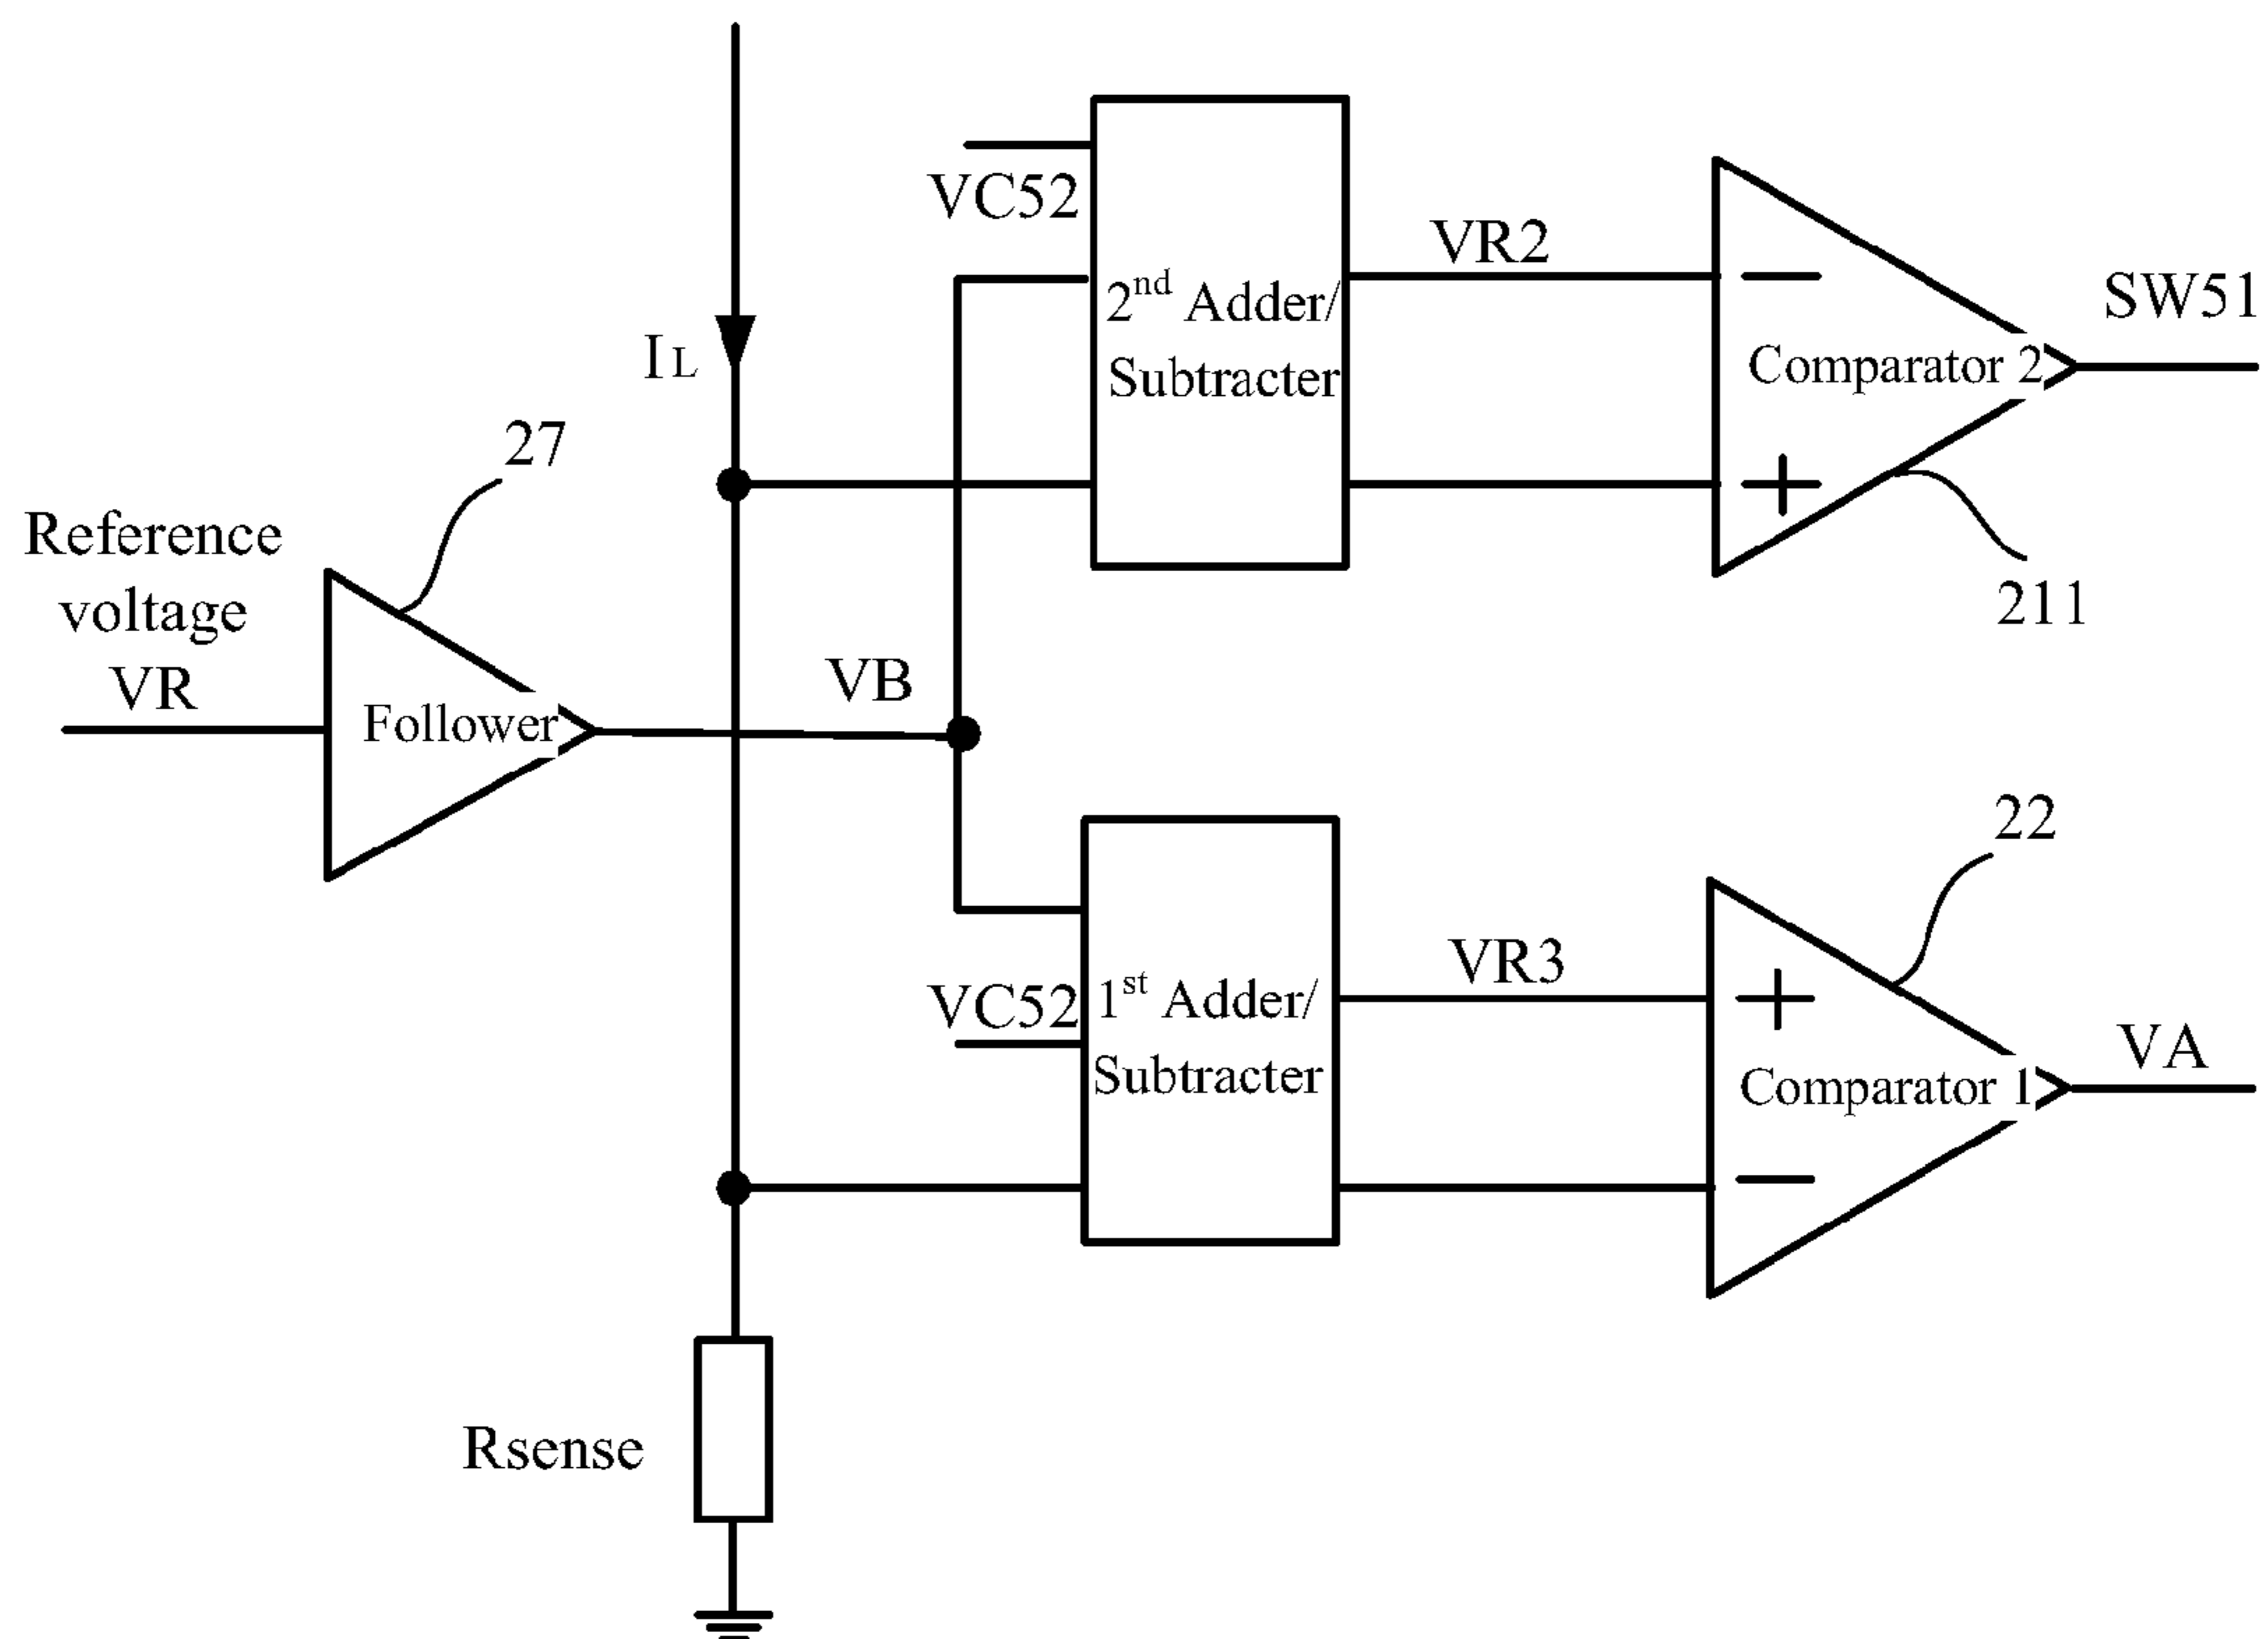 VC52
VR2
2nd Adder/
Subtracter
SW51
Comparator 2
IL
27
Reference
voltage
VR
Follower
VB
211
−
+
22
VR3
VC52
1st Adder/
Subtracter
+
−
VA
Comparator 1
Rsense